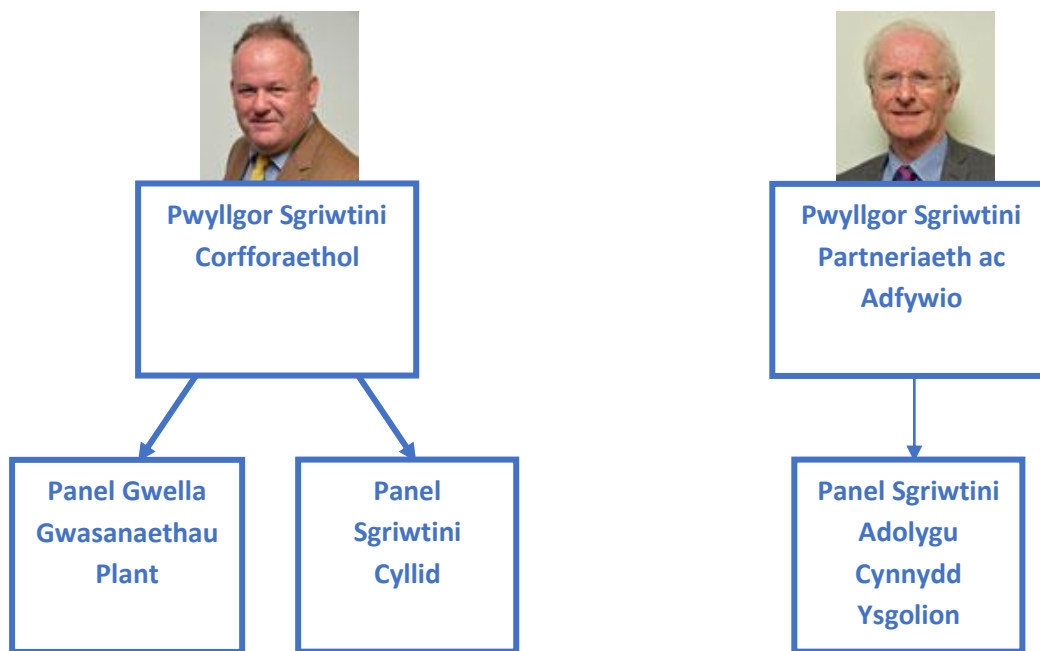 Pwyllgor Sgriwtini
Corfforaethol
Pwyllgor Sgriwtini
Partneriaeth ac
Adfywio
Panel Gwella
Gwasanaethau
Plant
Panel
Sgriwtini
Cyllid
Panel Sgriwtini
Adolygu
Cynnydd
Ysgolion